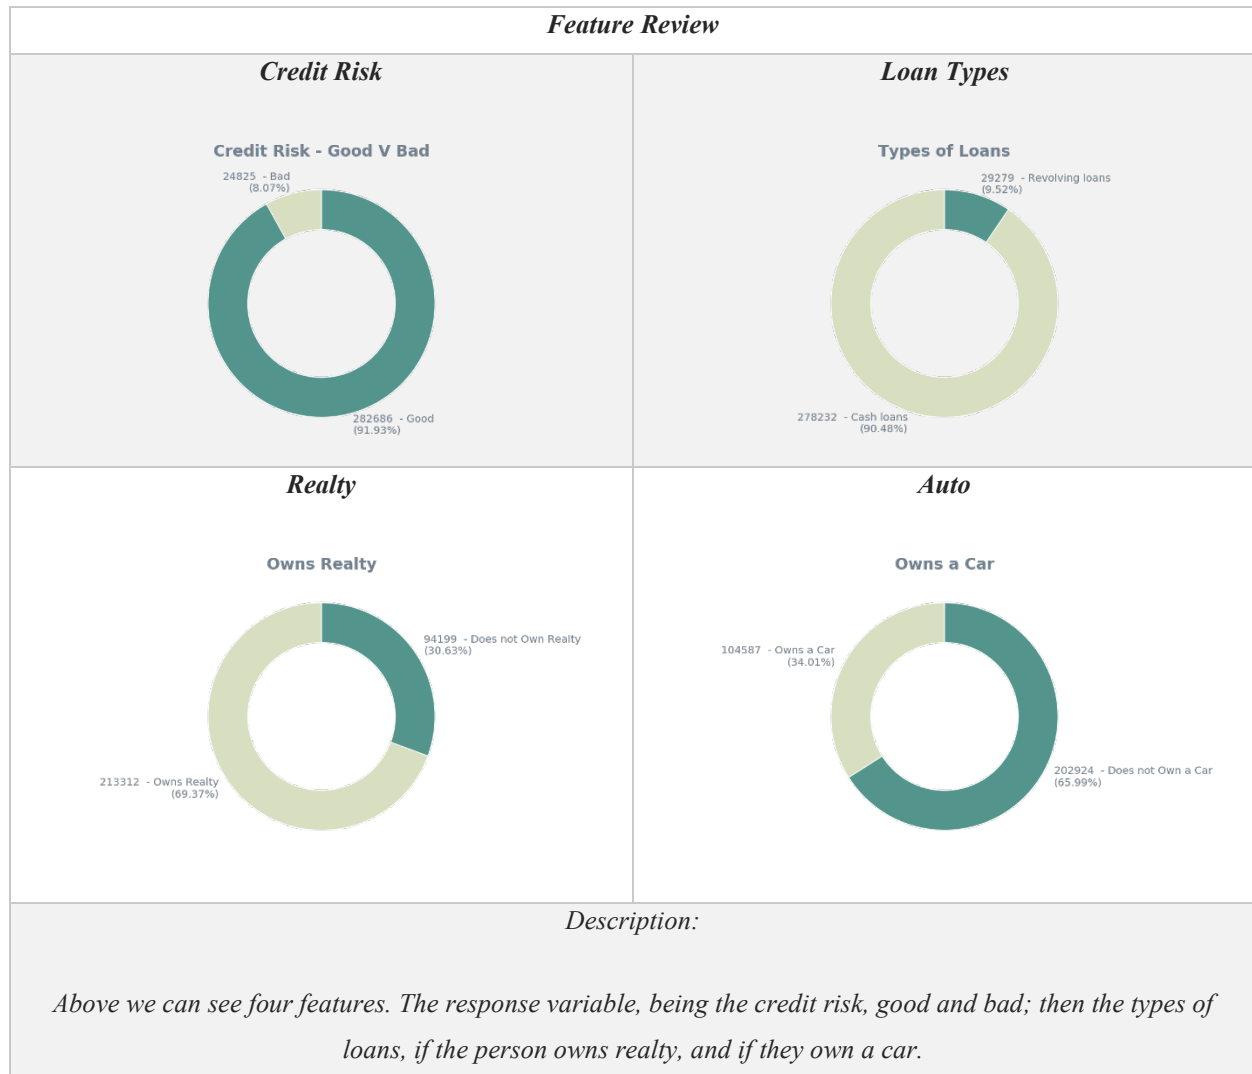 Feature Review
Credit Risk
Loan Types
Credit Risk - Good V Bad
24825 - Bad
(8.07%)
282686 - Good
(91.93%)
Types of Loans
29279 - Revolving loans
(9.52%)
278232 - Cash loans
(90.48%)
Realty
Auto
Owns Realty
94199 - Does not Own Realty
(30.63%)
213312 - Owns Realty
(69.37%)
Owns a Car
104587 - Owns a Car
(34.01%)
202924 - Does not Own a Car
(65.99%)
Description:
Above we can see four features. The response variable, being the credit risk, good and bad; then the types of
loans, if the person owns realty, and if they own a car.